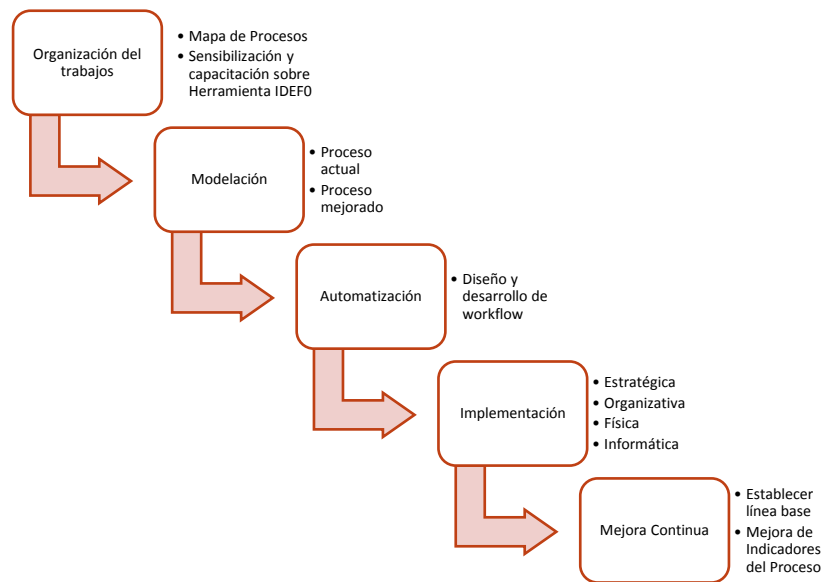 Organización del
trabajos
• Mapa de Procesos
• Sensibilización y
capacitación sobre
Herramienta IDEF0
Modelación
• Proceso
actual
• Proceso
mejorado
Automatización
• Diseño y
desarrollo de
workflow
Implementación
• Estratégica
• Organizativa
• Física
• Informática
Mejora Continua
• Establecer
línea base
• Mejora de
Indicadores
del Proceso